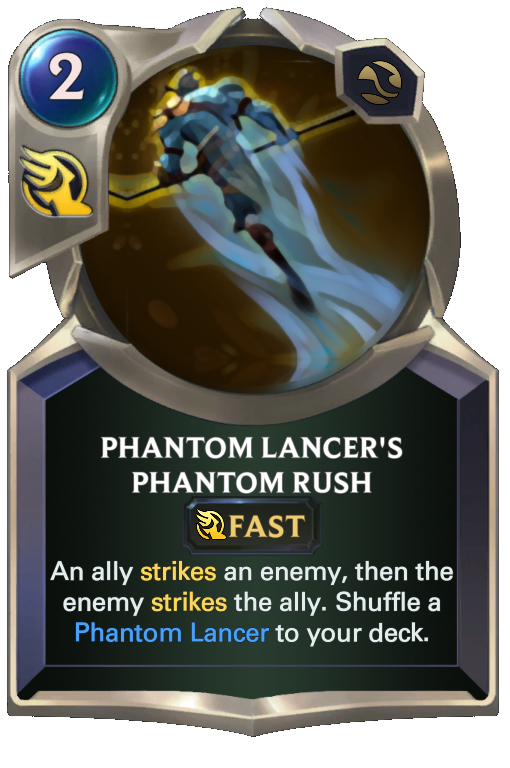 2
PHANTOM LANCER'S
PHANTOM RUSH
FAST
An ally strikes an enemy, then the
enemy strikes the ally. Shuffle a
Phantom Lancer to your deck.